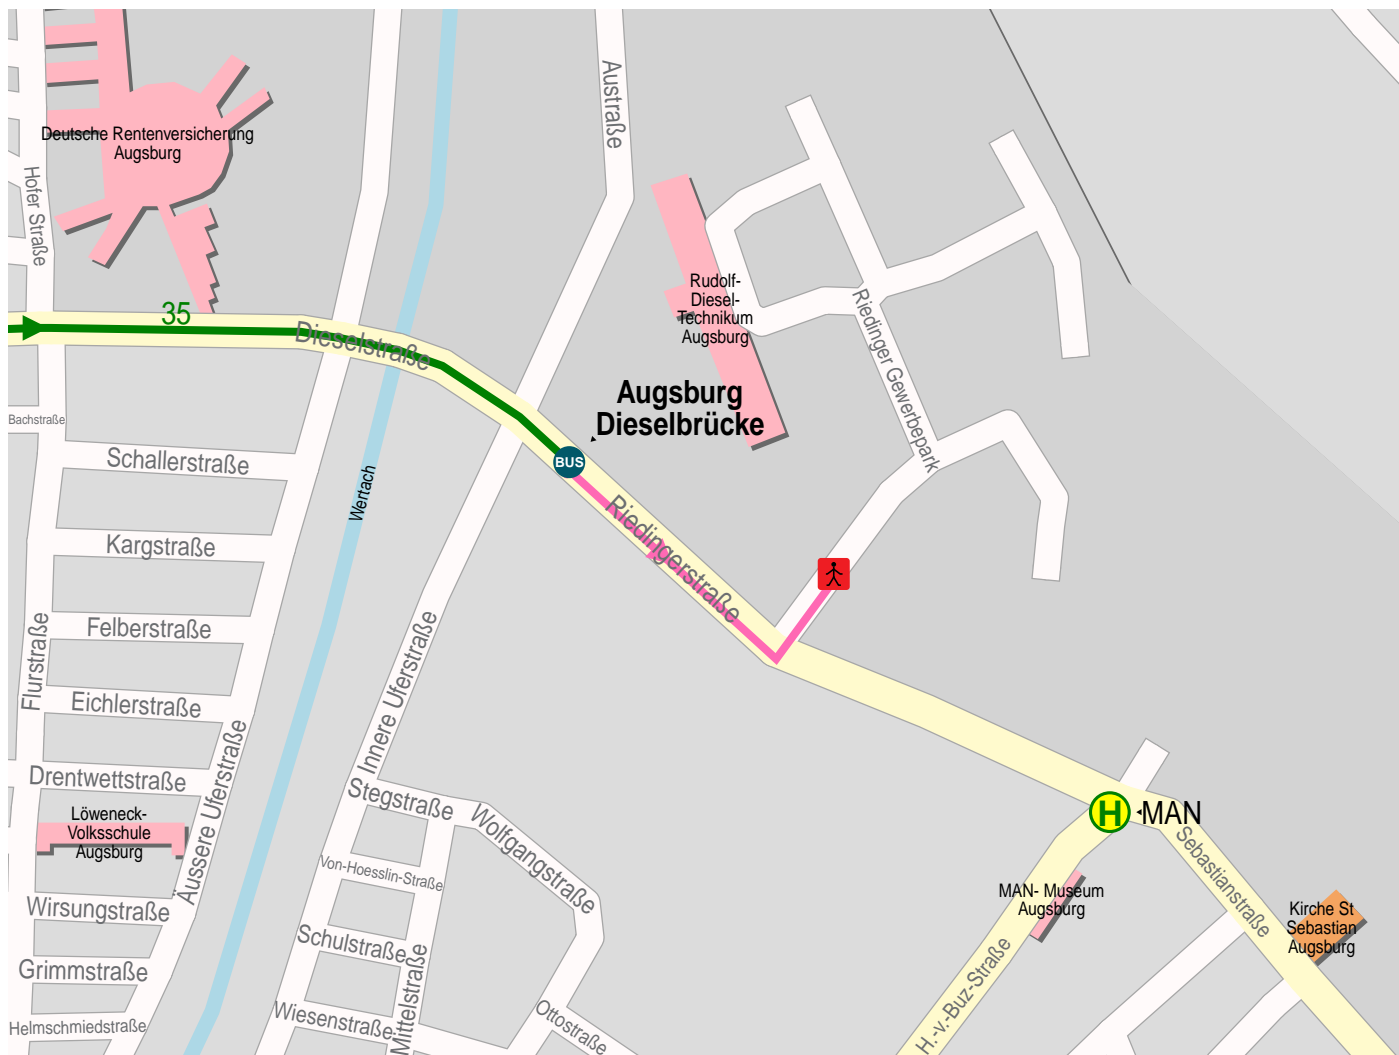 Austraße
Deutsche Rentenversicherung
Augsburg
Hofer Straße
35
Dieselstraße
Rudolf-
Diesel-
Technikum
Augsburg
Riedinger Gewerbepark
Augsburg
Dieselbrücke
BUS
Bachstraße
Schallerstraße
Wertach
Riedingerstraße
Kargstraße
Felberstraße
Flurstraße
Eichlerstraße
Innere Uferstraße
Äussere Uferstraße
Drentwettstraße
Stegstraße
Wolfgangstraße
Löweneck-
Volksschule
Augsburg
H
MAN
Sebastianstraße
Von-Hoesslin-Straße
MAN- Museum
Augsburg
Kirche St
Sebastian
Augsburg
Wirsungstraße
Schulstraße
Mittelstraße
Grimmstraße
H.-v.-Buz-Straße
Wiesenstraße
Ottostraße
Helmschmiedstraße